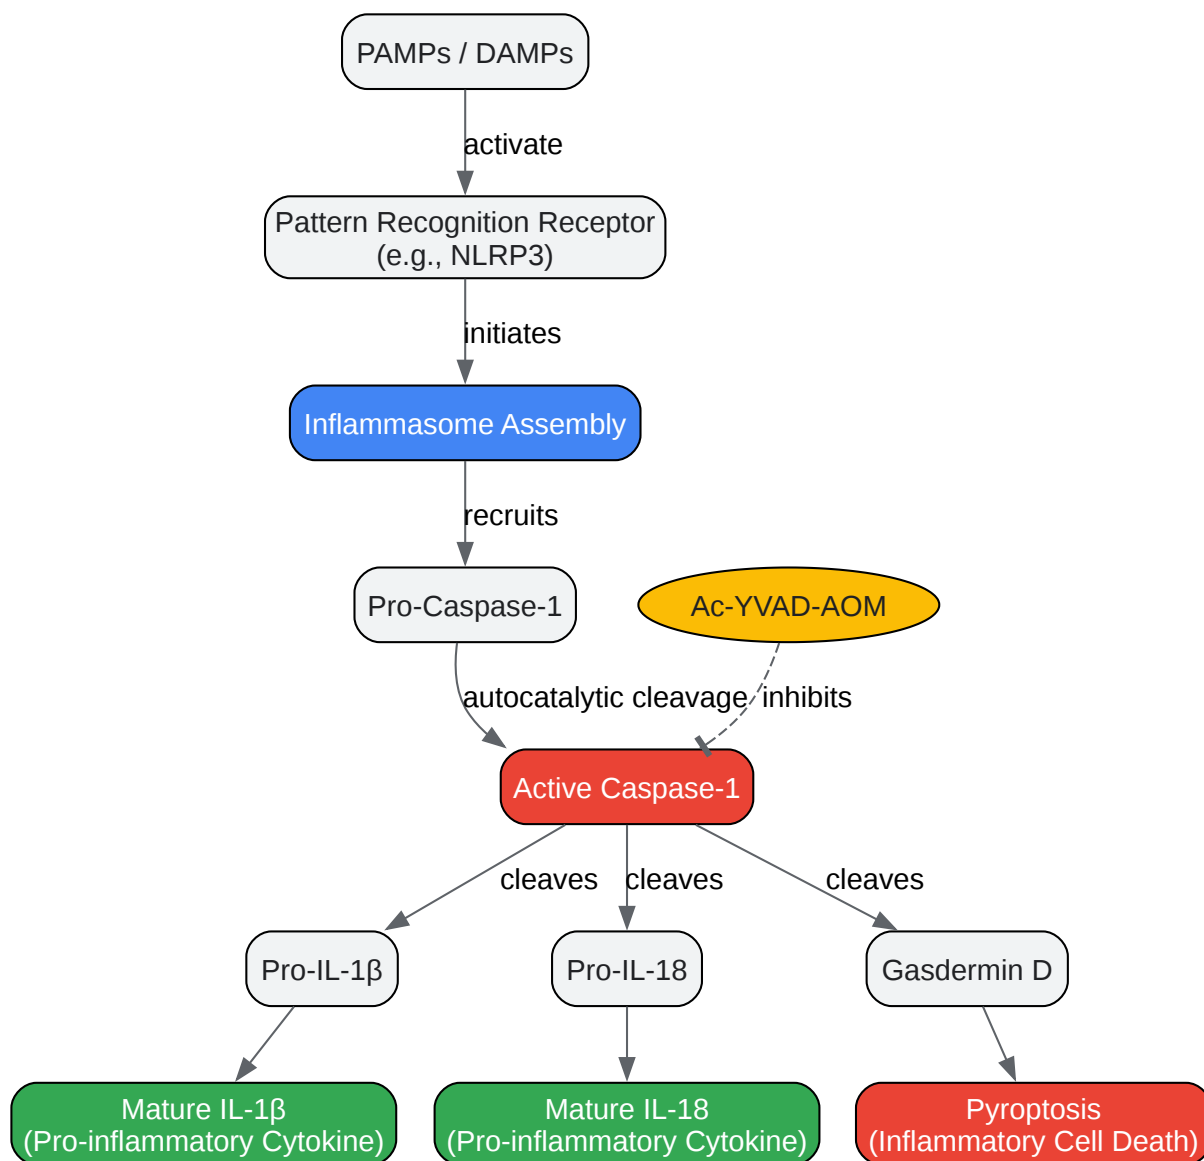 PAMPs / DAMPs
activate
Pattern Recognition Receptor
(e.g., NLRP3)
initiates
Inflammasome Assembly
recruits
Pro-Caspase-1
Ac-YVAD-AOM
autocatalytic cleavage
inhibits
Active Caspase-1
cleaves
cleaves
cleaves
Pro-IL-1β
Pro-IL-18
Gasdermin D
Mature IL-1β
(Pro-inflammatory Cytokine)
Mature IL-18
(Pro-inflammatory Cytokine)
Pyroptosis
(Inflammatory Cell Death)